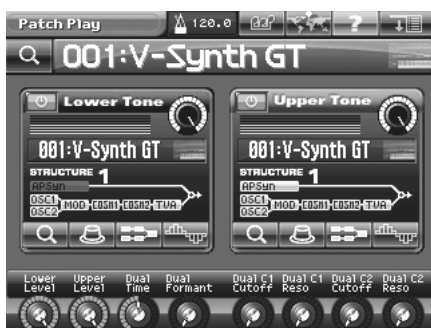 Patch Play
120.0
?
001:V-Synth GT
Lower Tone
Upper Tone
001:V-Synth GT
001:V-Synth GT
STRUCTURE 1
STRUCTURE 1
APSyn
APSyn
OSC1 OSC2 MOD COSM1 COSM2 TVA
OSC1 OSC2 MOD COSM1 COSM2 TVA
Lower Level
Upper Level
Dual Time
Dual Formant
Dual C1 Cutoff
Dual C1 Reso
Dual C2 Cutoff
Dual C2 Reso